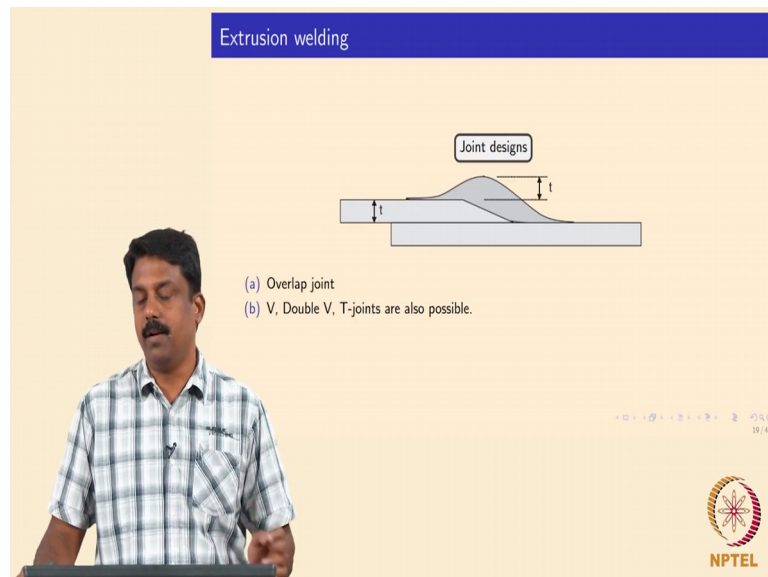 Extrusion welding
Joint designs
t
t
(a) Overlap joint
(b) V, Double V, T-joints are also possible.
NPTEL